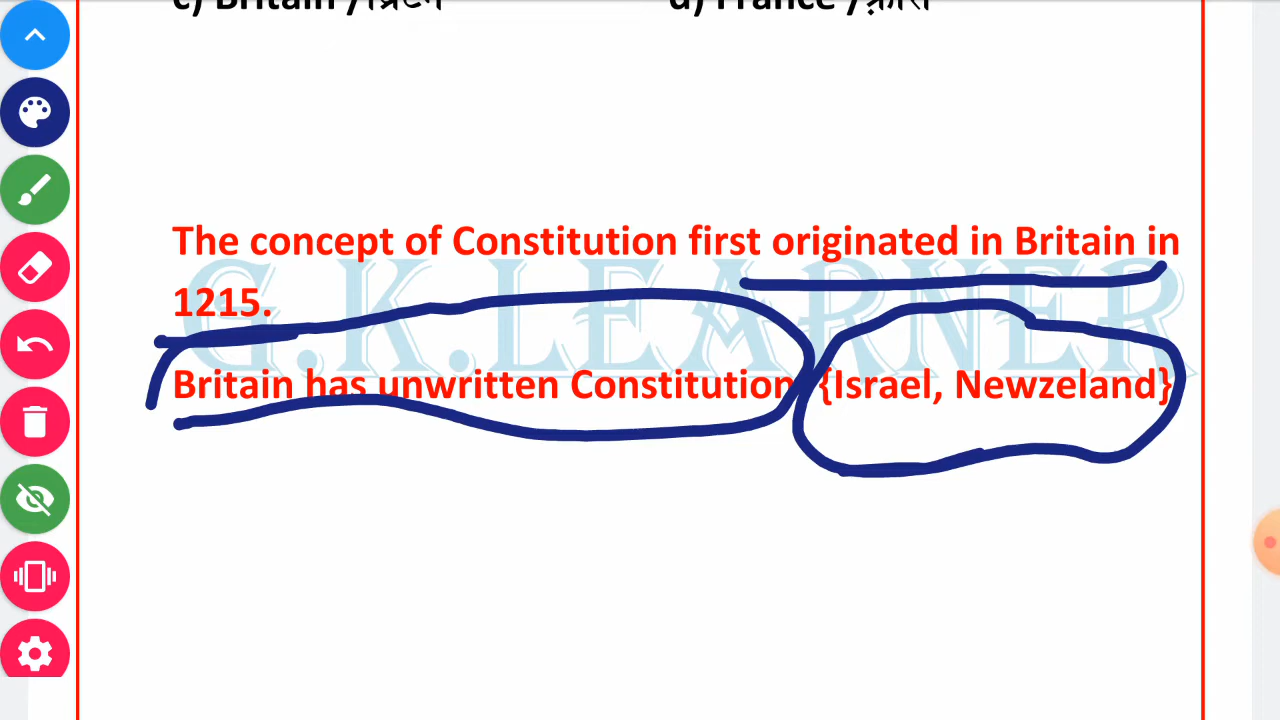 c) Britain / ब्रिटेन d) France / फ़्रांस
The concept of Constitution first originated in Britain in
1215.
G.K.LEARNER
Britain has unwritten Constitution {Israel, Newzeland}